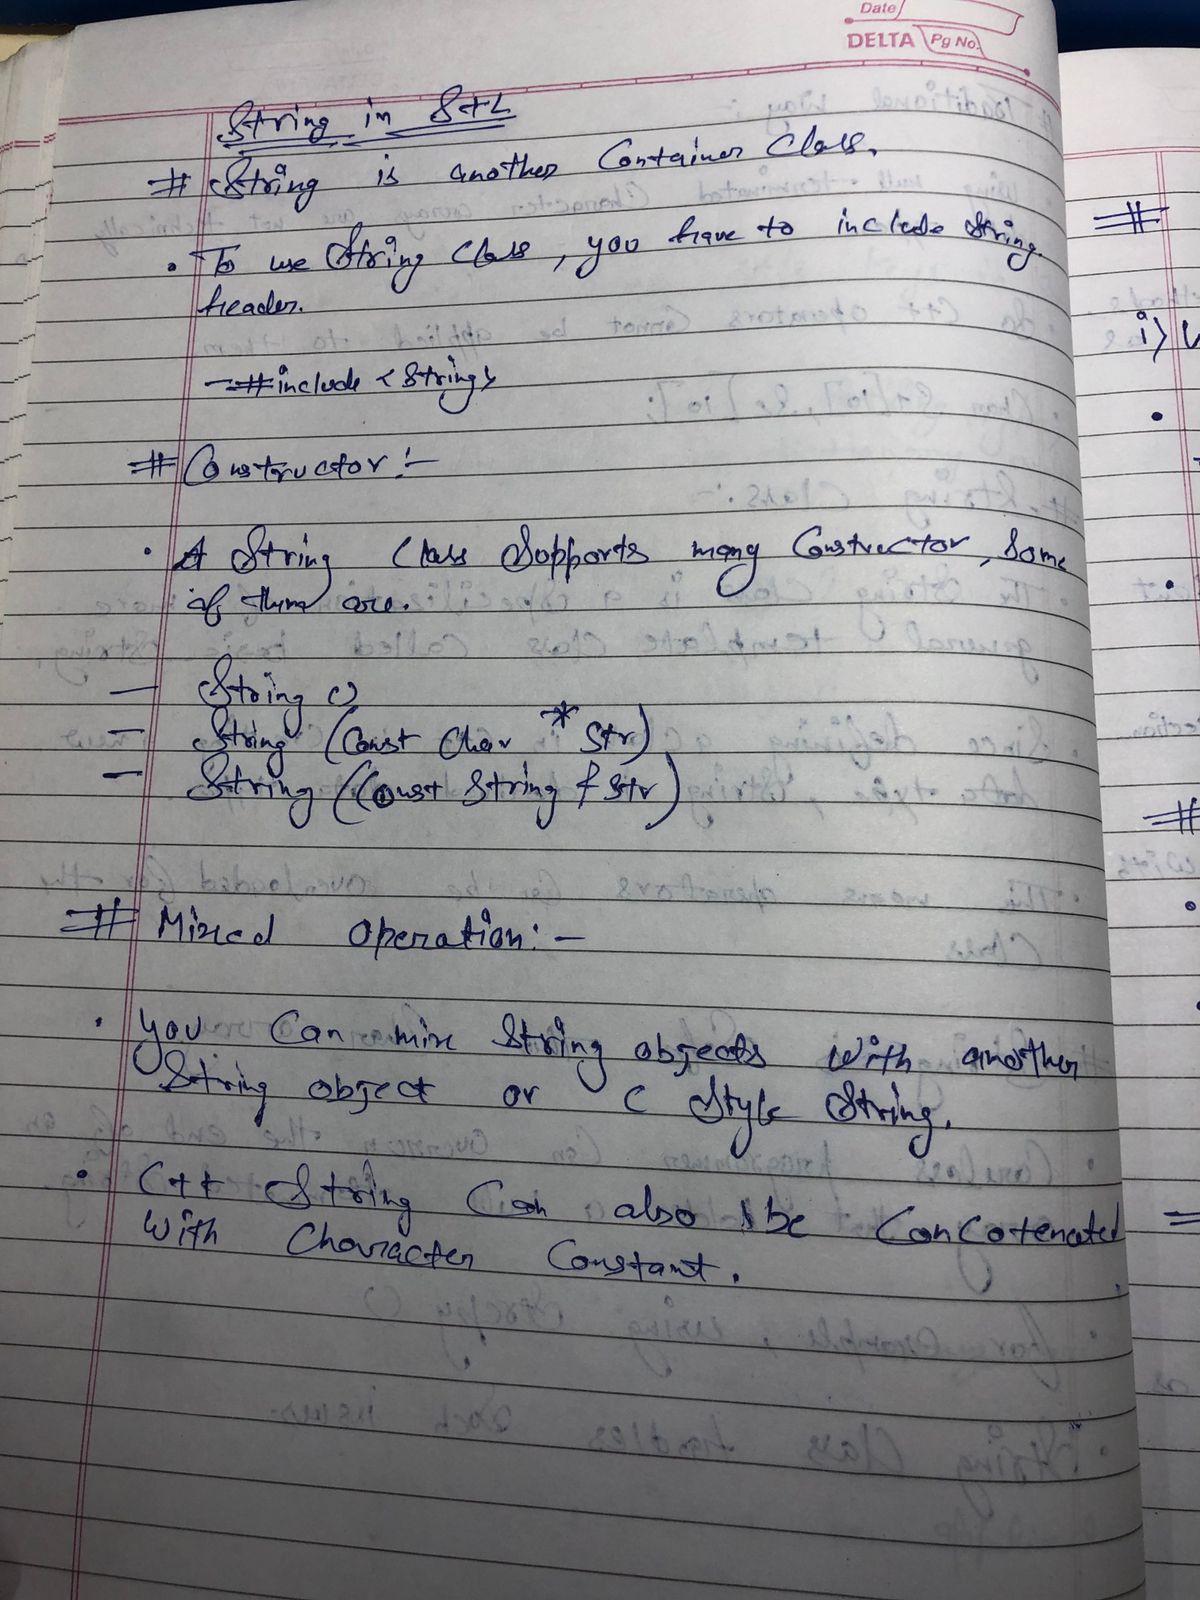 Date
DELTA Pg No.
String in STL
# String is another Container Class.
• To use String Class, you have to include String
header.
- #include <String>
# Constructor :-
• A String Class Supports many Constructor, Some
of them are.
- String ()
- String (Const Char * Str)
- String (Const String & Str)
# Mixed Operation :-
• You Can mix String objects with another
String object or C Style String.
• C++ String Can also be Concatenated
with Character Constant.